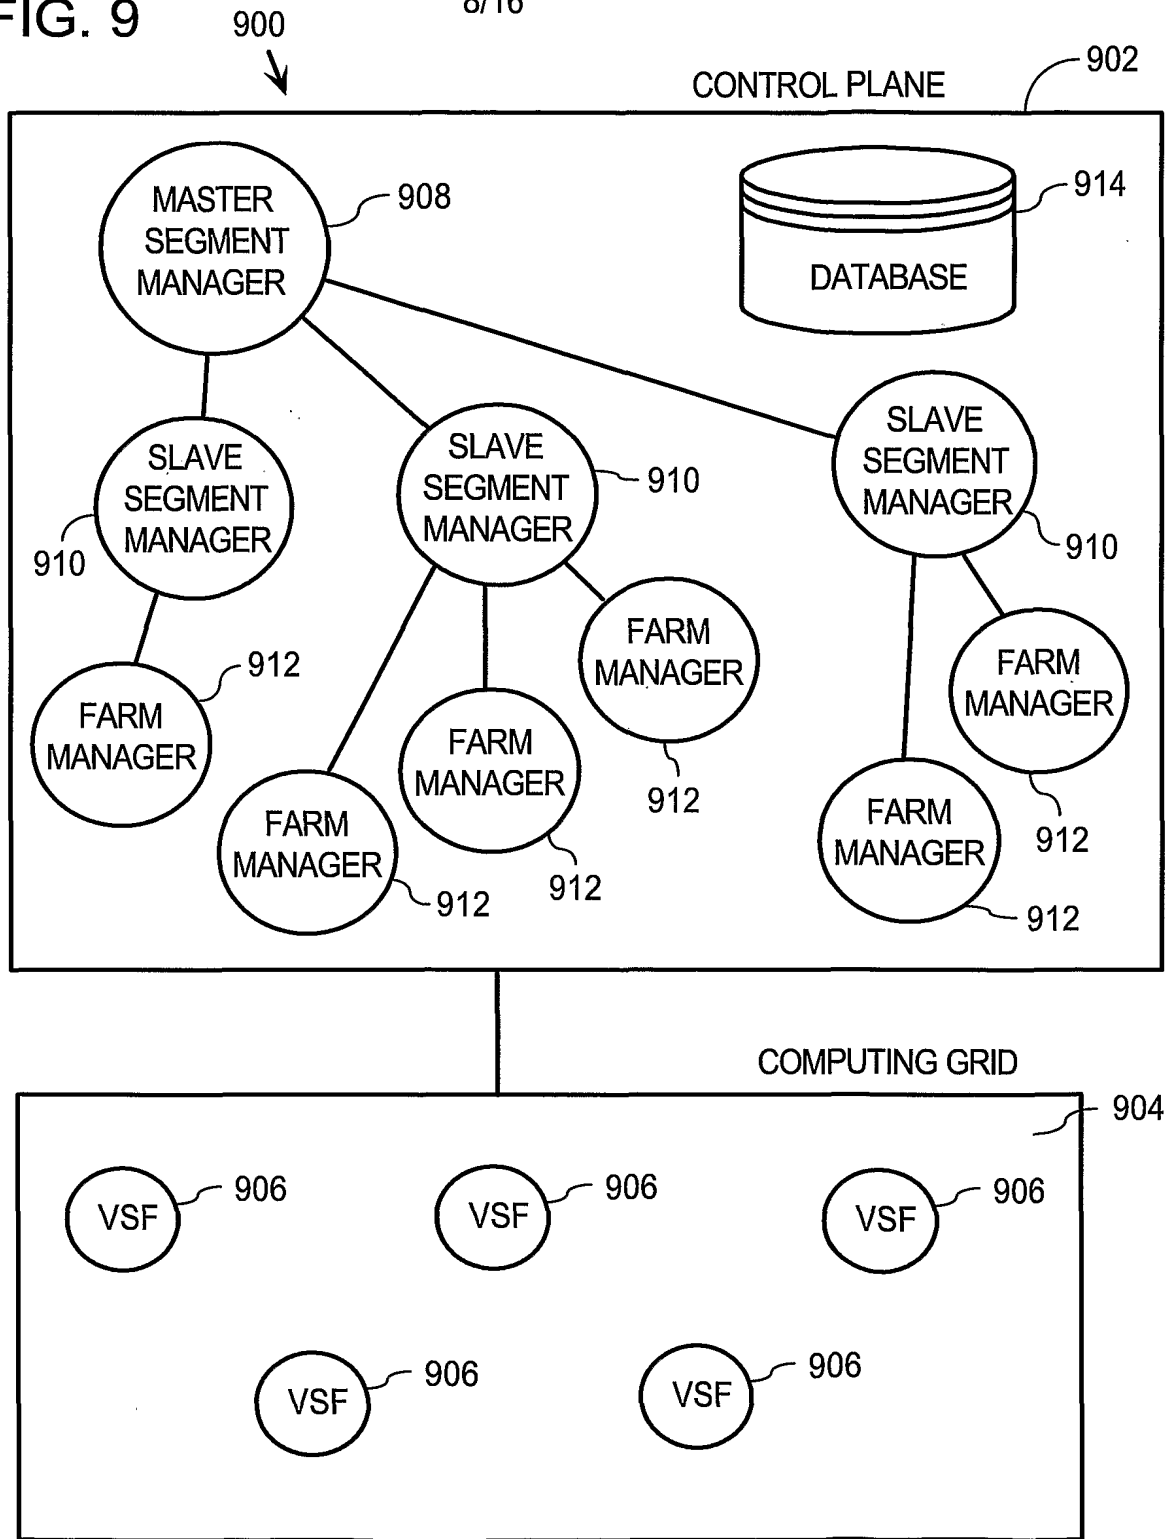 FIG. 9
8/16
900
CONTROL PLANE
902
MASTER
SEGMENT
MANAGER
908
914
DATABASE
SLAVE
SEGMENT
MANAGER
910
SLAVE
SEGMENT
MANAGER
910
SLAVE
SEGMENT
MANAGER
910
FARM
MANAGER
912
FARM
MANAGER
912
FARM
MANAGER
912
FARM
MANAGER
912
FARM
MANAGER
912
FARM
MANAGER
912
COMPUTING GRID
904
VSF
906
VSF
906
VSF
906
VSF
906
VSF
906